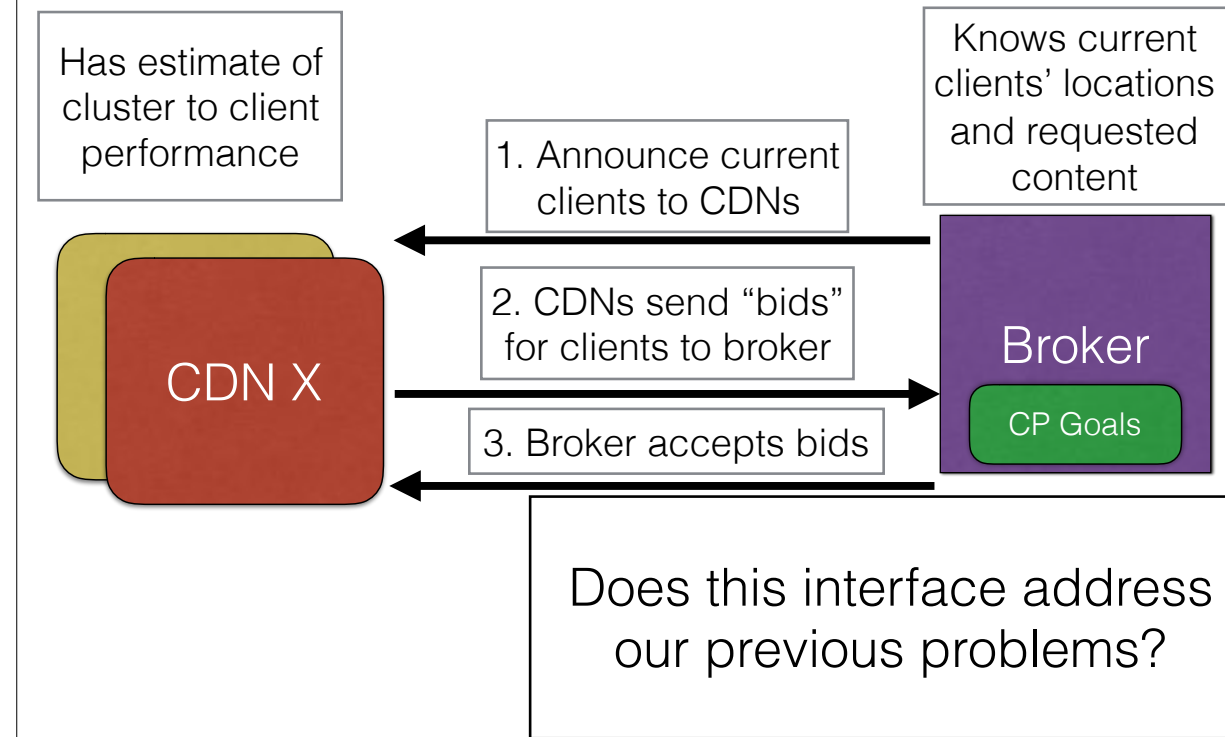 Has estimate of
cluster to client
performance
Knows current
clients’ locations
and requested
content
1. Announce current
clients to CDNs
2. CDNs send “bids”
for clients to broker
3. Broker accepts bids
CDN X
Broker
CP Goals
Does this interface address
our previous problems?